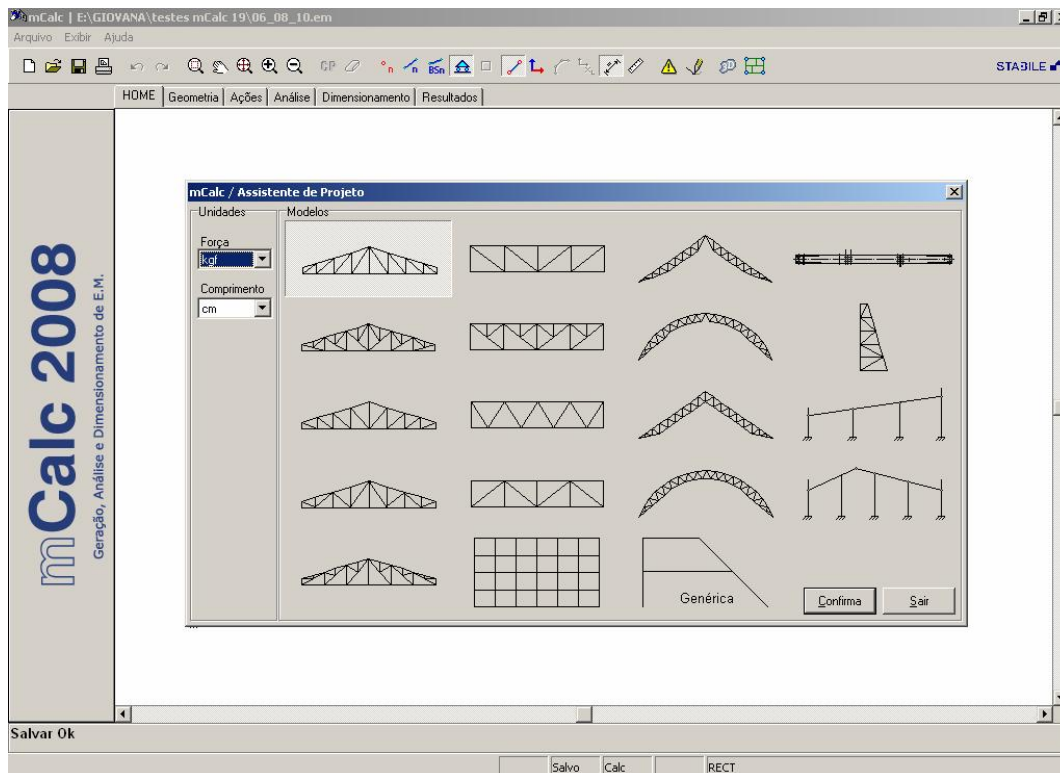 mCalc | E:\GIOVANA\testes mCalc 19\06_08_10.em
Arquivo Exibir Ajuda
GP n n BSn STABILE
HOME Geometria Ações Análise Dimensionamento Resultados
mCalc 2008
Geração, Análise e Dimensionamento de E.M.
mCalc / Assistente de Projeto
Unidades
Força
kgf
Comprimento
cm
Modelos
Genérica
Confirma Sair
Salvar Ok
Salvo Calc RECT